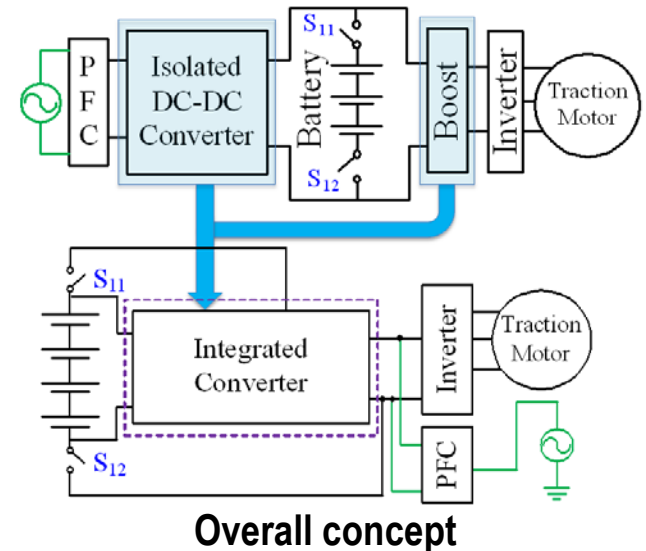 S11
P
F
C
Isolated
DC-DC
Converter
Battery
Boost
Inverter
Traction
Motor
S12
S11
Integrated
Converter
Inverter
Traction
Motor
S12
PFC
Overall concept